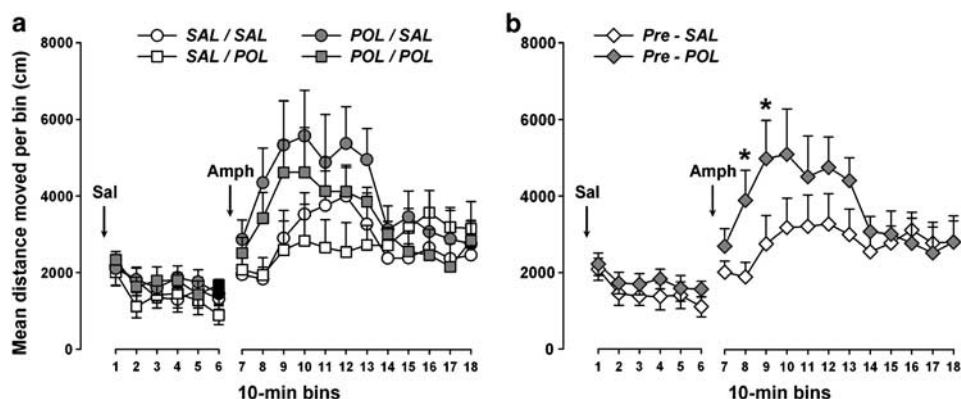 a
SAL / SAL
POL / SAL
SAL / POL
POL / POL
Mean distance moved per bin (cm)
8000
6000
4000
2000
0
Sal
Amph
1 2 3 4 5 6 7 8 9 10 11 12 13 14 15 16 17 18
10-min bins
b
Pre - SAL
Pre - POL
8000
6000
4000
2000
0
Sal
Amph
* *
1 2 3 4 5 6 7 8 9 10 11 12 13 14 15 16 17 18
10-min bins